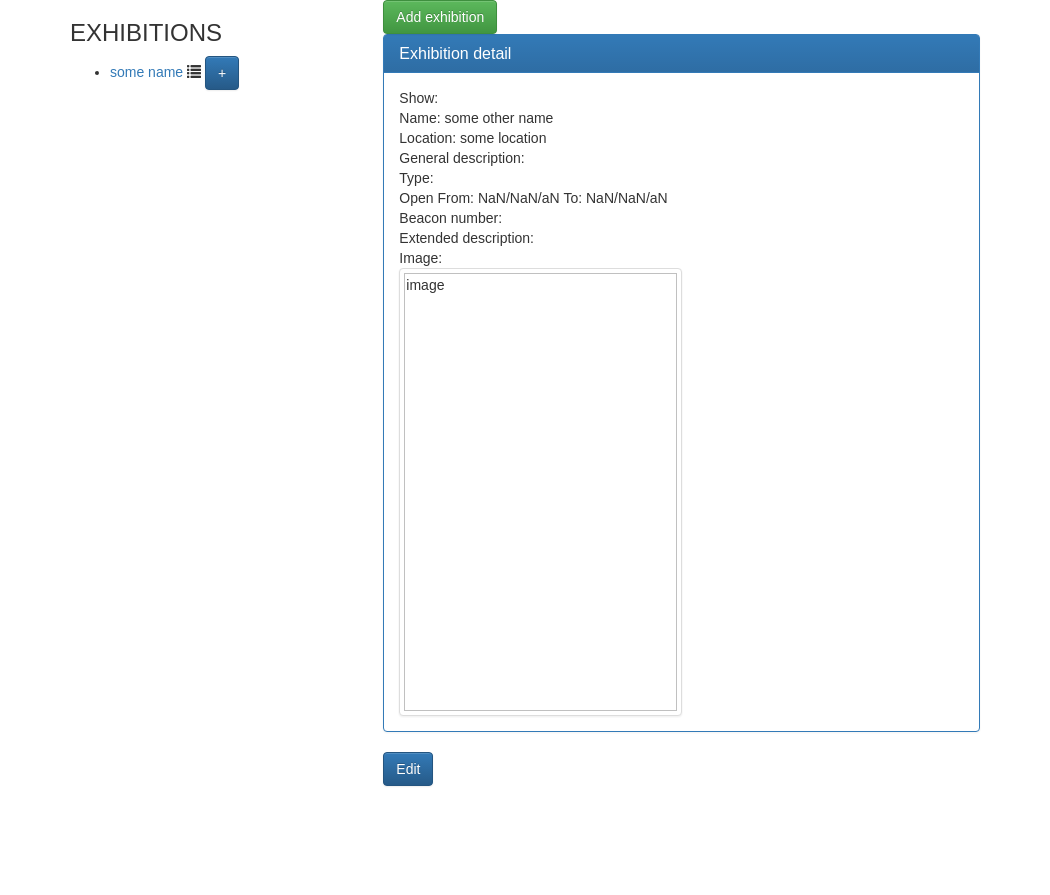 EXHIBITIONS
some name
+
Add exhibition
Exhibition detail
Show:
Name: some other name
Location: some location
General description:
Type:
Open From: NaN/NaN/aN To: NaN/NaN/aN
Beacon number:
Extended description:
Image:
image
Edit